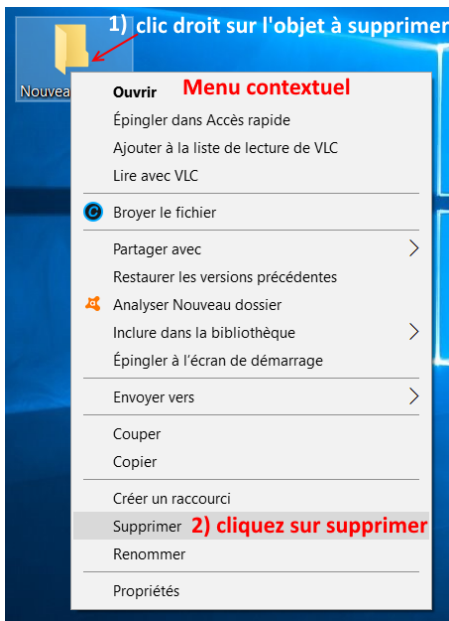 1) clic droit sur l'objet à supprimer
Nouvea
Ouvrir Menu contextuel
Épingler dans Accès rapide
Ajouter à la liste de lecture de VLC
Lire avec VLC
Broyer le fichier
Partager avec
Restaurer les versions précédentes
Analyser Nouveau dossier
Inclure dans la bibliothèque
Épingler à l'écran de démarrage
Envoyer vers
Couper
Copier
Créer un raccourci
Supprimer 2) cliquez sur supprimer
Renommer
Propriétés